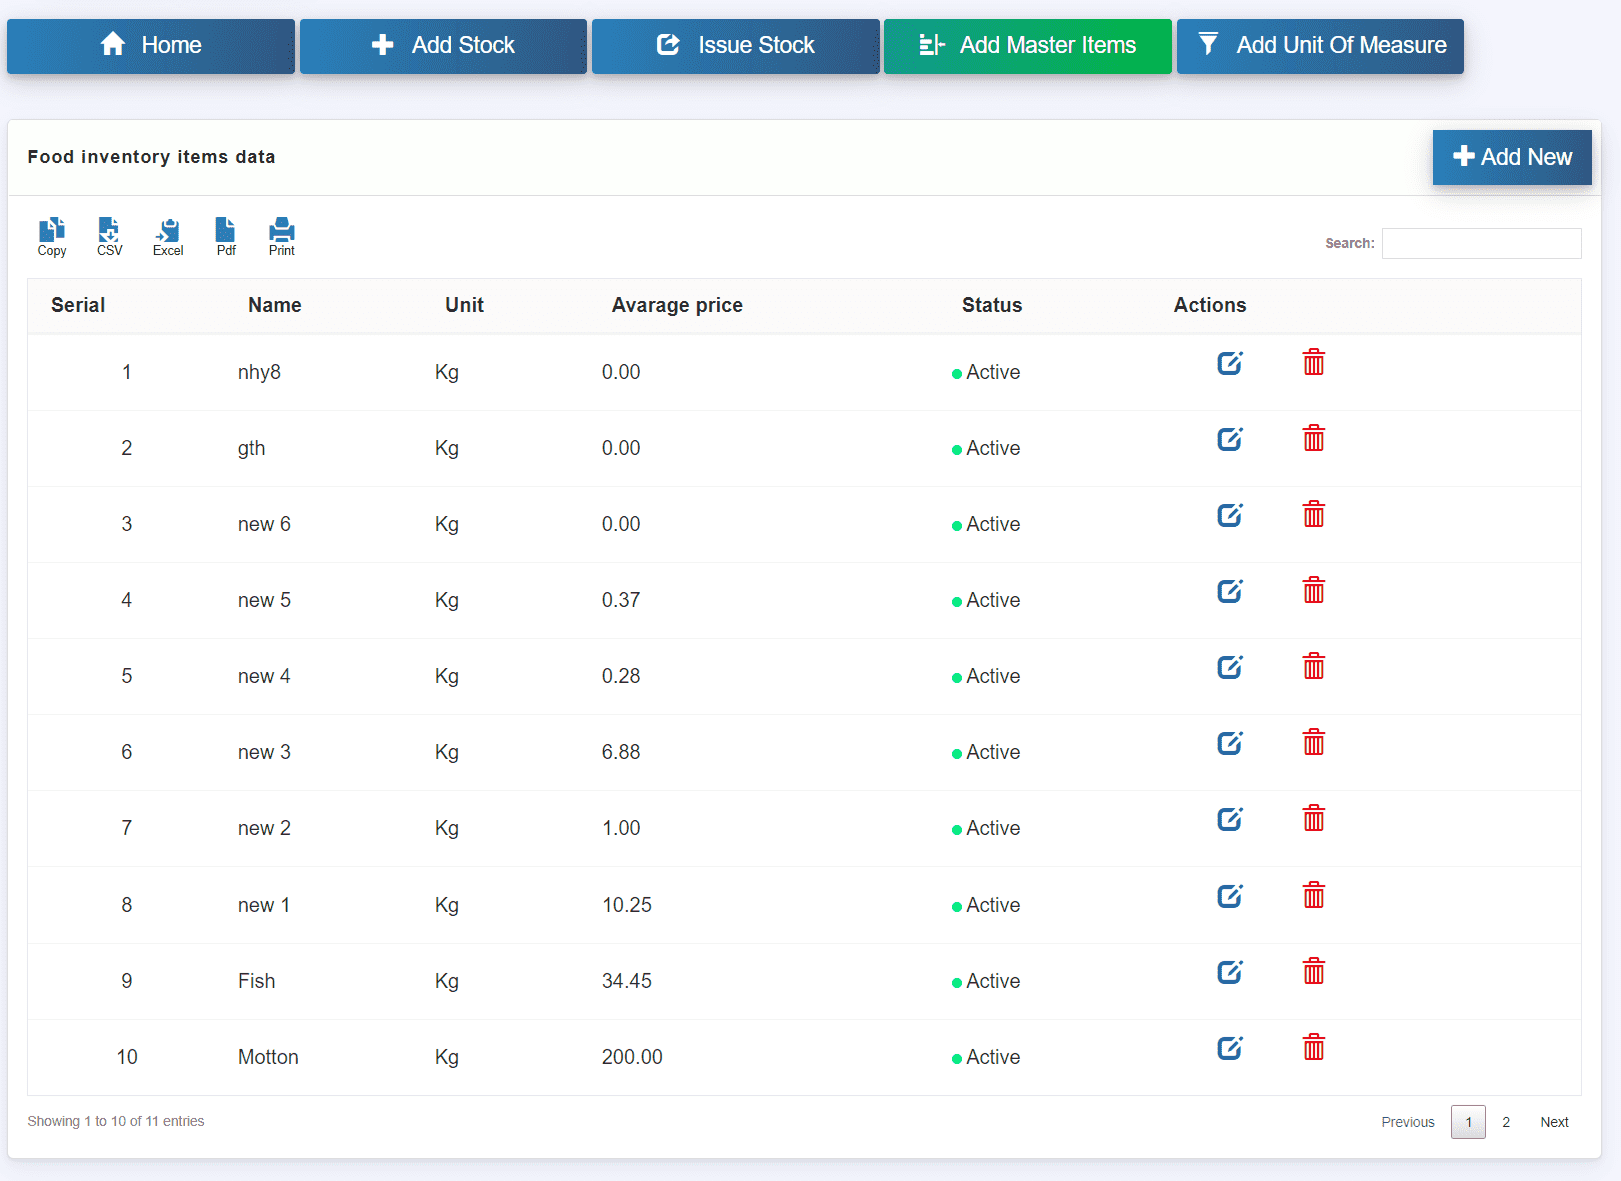 Home Add Stock Issue Stock Add Master Items Add Unit Of Measure
Food inventory items data Add New
Copy CSV Excel Pdf Print Search:
Serial Name Unit Avarage price Status Actions
1 nhy8 Kg 0.00 Active
2 gth Kg 0.00 Active
3 new 6 Kg 0.00 Active
4 new 5 Kg 0.37 Active
5 new 4 Kg 0.28 Active
6 new 3 Kg 6.88 Active
7 new 2 Kg 1.00 Active
8 new 1 Kg 10.25 Active
9 Fish Kg 34.45 Active
10 Motton Kg 200.00 Active
Showing 1 to 10 of 11 entries Previous 1 2 Next